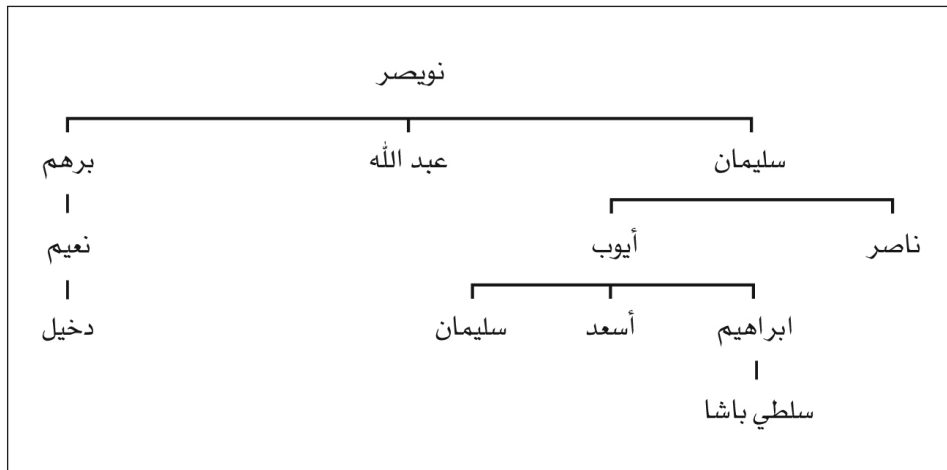 نويصر
سليمان عبد الله برهم
ناصر أيوب نعيم
ابراهيم أسعد سليمان دخيل
سلطي باشا